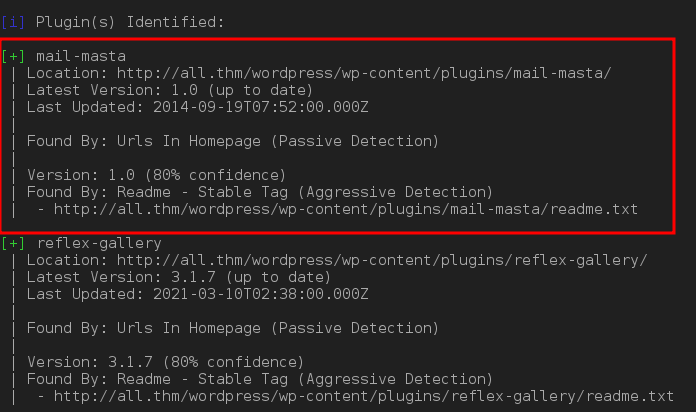 [i] Plugin(s) Identified:
[+] mail-masta
| Location: http://all.thm/wordpress/wp-content/plugins/mail-masta/
| Latest Version: 1.0 (up to date)
| Last Updated: 2014-09-19T07:52:00.000Z
|
| Found By: Urls In Homepage (Passive Detection)
|
| Version: 1.0 (80% confidence)
| Found By: Readme - Stable Tag (Aggressive Detection)
|  - http://all.thm/wordpress/wp-content/plugins/mail-masta/readme.txt
[+] reflex-gallery
| Location: http://all.thm/wordpress/wp-content/plugins/reflex-gallery/
| Latest Version: 3.1.7 (up to date)
| Last Updated: 2021-03-10T02:38:00.000Z
|
| Found By: Urls In Homepage (Passive Detection)
|
| Version: 3.1.7 (80% confidence)
| Found By: Readme - Stable Tag (Aggressive Detection)
|  - http://all.thm/wordpress/wp-content/plugins/reflex-gallery/readme.txt